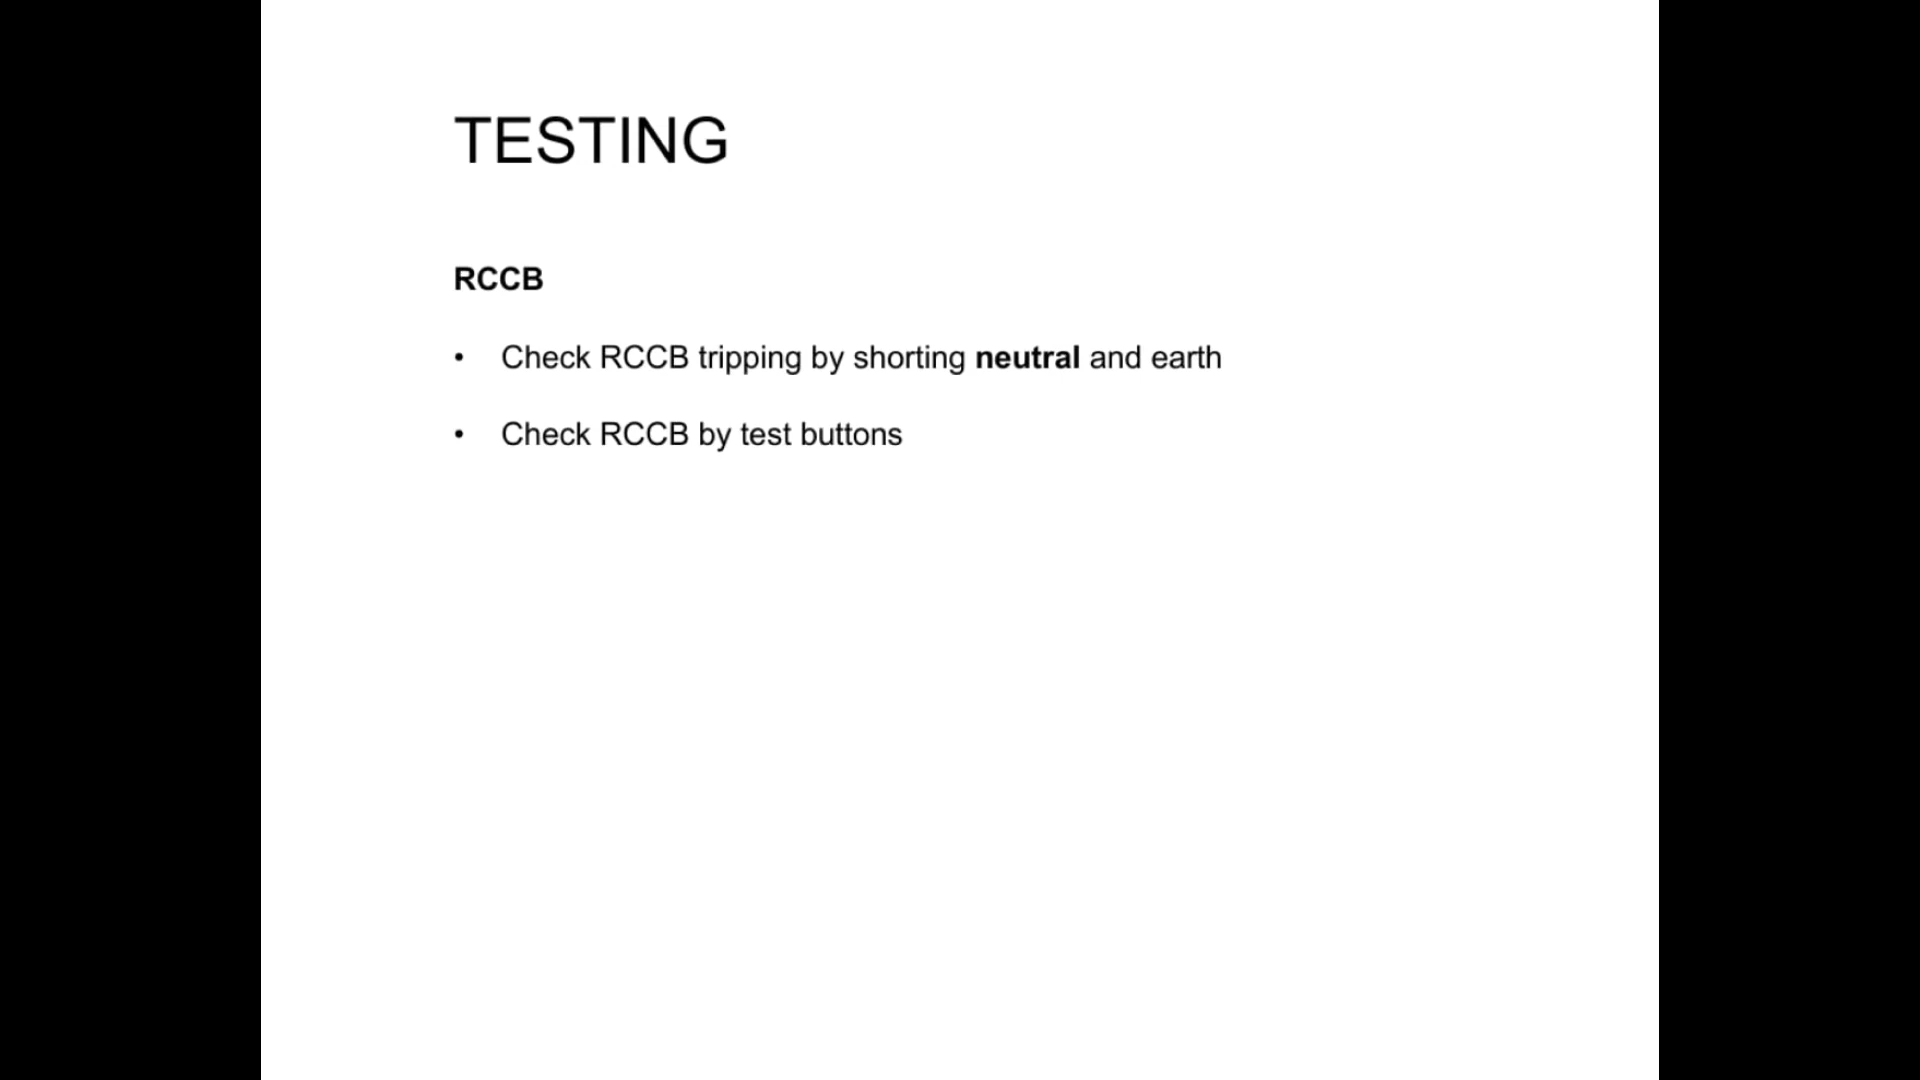 TESTING
RCCB
• Check RCCB tripping by shorting neutral and earth
• Check RCCB by test buttons